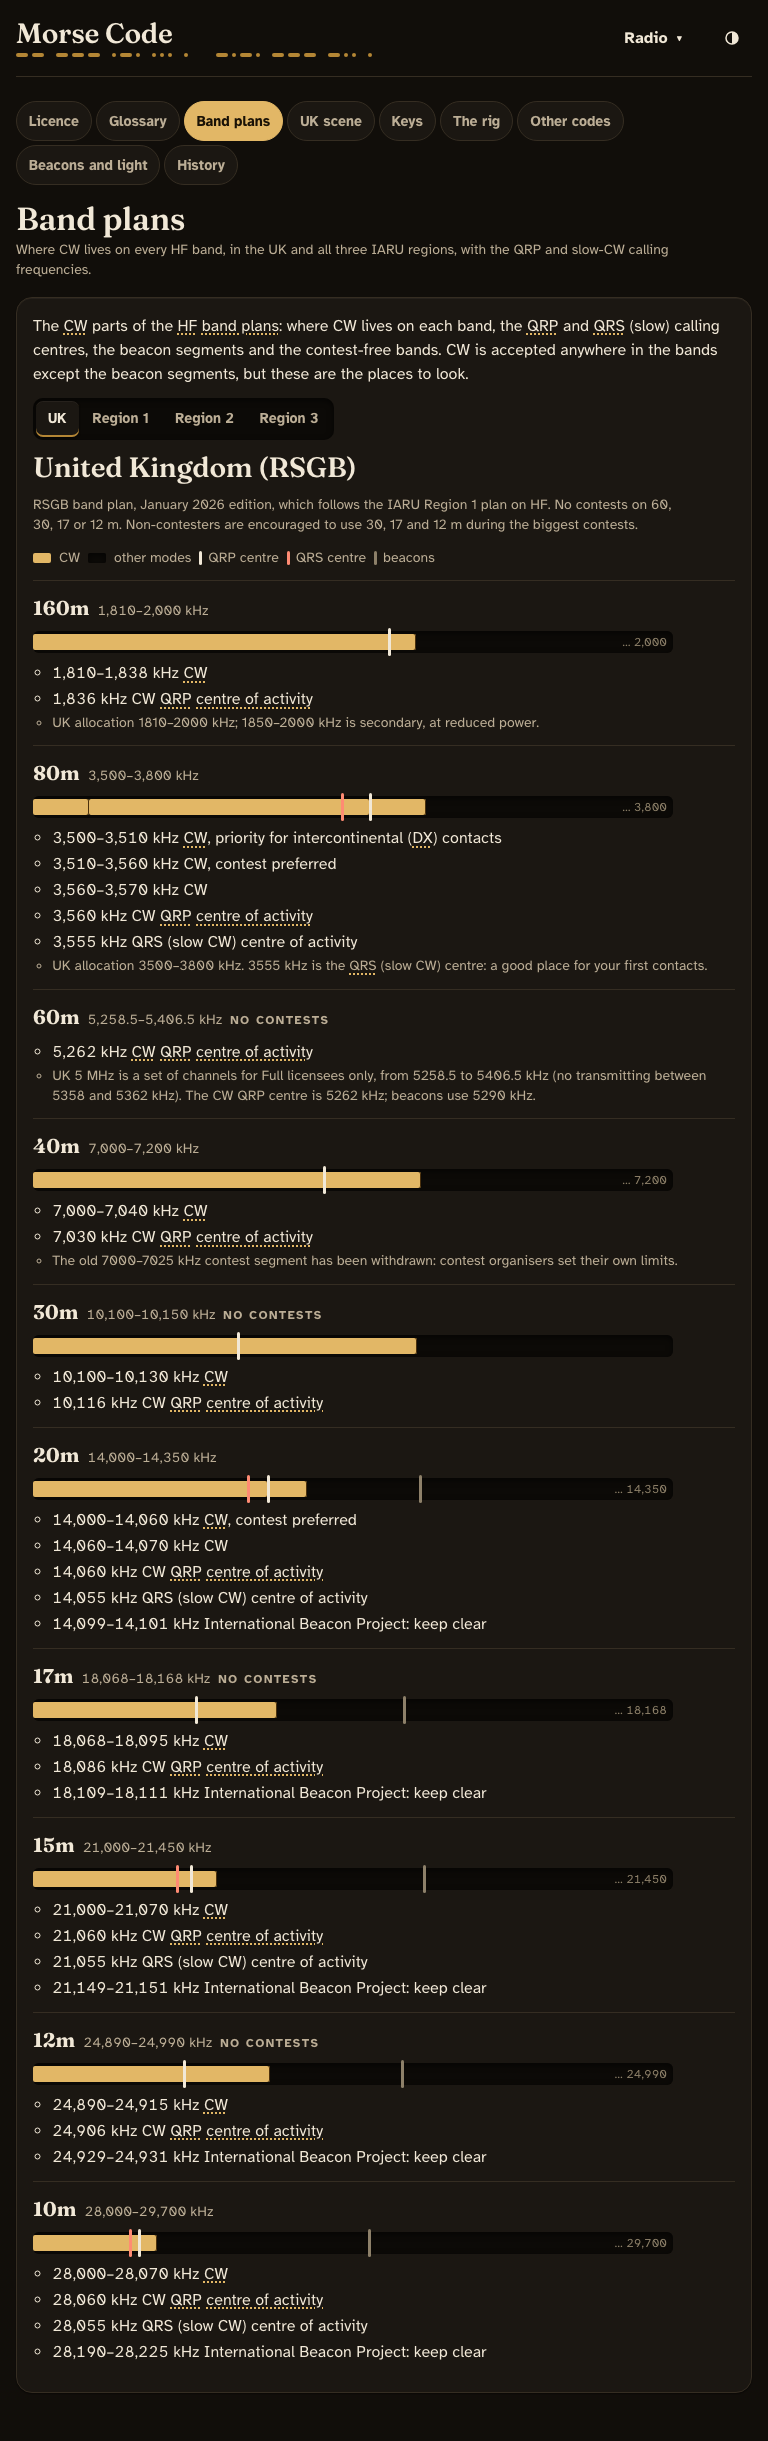 Morse Code
Radio ▾
Licence
Glossary
Band plans
UK scene
Keys
The rig
Other codes
Beacons and light
History
Band plans
Where CW lives on every HF band, in the UK and all three IARU regions, with the QRP and slow-CW calling
frequencies.
The CW parts of the HF band plans: where CW lives on each band, the QRP and QRS (slow) calling
centres, the beacon segments and the contest-free bands. CW is accepted anywhere in the bands
except the beacon segments, but these are the places to look.
UK Region 1 Region 2 Region 3
United Kingdom (RSGB)
RSGB band plan, January 2026 edition, which follows the IARU Region 1 plan on HF. No contests on 60,
30, 17 or 12 m. Non-contesters are encouraged to use 30, 17 and 12 m during the biggest contests.
CW other modes QRP centre QRS centre beacons
160m 1,810–2,000 kHz
... 2,000
1,810–1,838 kHz CW
1,836 kHz CW QRP centre of activity
UK allocation 1810–2000 kHz; 1850–2000 kHz is secondary, at reduced power.
80m 3,500–3,800 kHz
... 3,800
3,500–3,510 kHz CW, priority for intercontinental (DX) contacts
3,510–3,560 kHz CW, contest preferred
3,560–3,570 kHz CW
3,560 kHz CW QRP centre of activity
3,555 kHz QRS (slow CW) centre of activity
UK allocation 3500–3800 kHz. 3555 kHz is the QRS (slow CW) centre: a good place for your first contacts.
60m 5,258.5–5,406.5 kHz NO CONTESTS
5,262 kHz CW QRP centre of activity
UK 5 MHz is a set of channels for Full licensees only, from 5258.5 to 5406.5 kHz (no transmitting between
5358 and 5362 kHz). The CW QRP centre is 5262 kHz; beacons use 5290 kHz.
40m 7,000–7,200 kHz
... 7,200
7,000–7,040 kHz CW
7,030 kHz CW QRP centre of activity
The old 7000–7025 kHz contest segment has been withdrawn: contest organisers set their own limits.
30m 10,100–10,150 kHz NO CONTESTS
10,100–10,130 kHz CW
10,116 kHz CW QRP centre of activity
20m 14,000–14,350 kHz
... 14,350
14,000–14,060 kHz CW, contest preferred
14,060–14,070 kHz CW
14,060 kHz CW QRP centre of activity
14,055 kHz QRS (slow CW) centre of activity
14,099–14,101 kHz International Beacon Project: keep clear
17m 18,068–18,168 kHz NO CONTESTS
... 18,168
18,068–18,095 kHz CW
18,086 kHz CW QRP centre of activity
18,109–18,111 kHz International Beacon Project: keep clear
15m 21,000–21,450 kHz
... 21,450
21,000–21,070 kHz CW
21,060 kHz CW QRP centre of activity
21,055 kHz QRS (slow CW) centre of activity
21,149–21,151 kHz International Beacon Project: keep clear
12m 24,890–24,990 kHz NO CONTESTS
... 24,990
24,890–24,915 kHz CW
24,906 kHz CW QRP centre of activity
24,929–24,931 kHz International Beacon Project: keep clear
10m 28,000–29,700 kHz
... 29,700
28,000–28,070 kHz CW
28,060 kHz CW QRP centre of activity
28,055 kHz QRS (slow CW) centre of activity
28,190–28,225 kHz International Beacon Project: keep clear